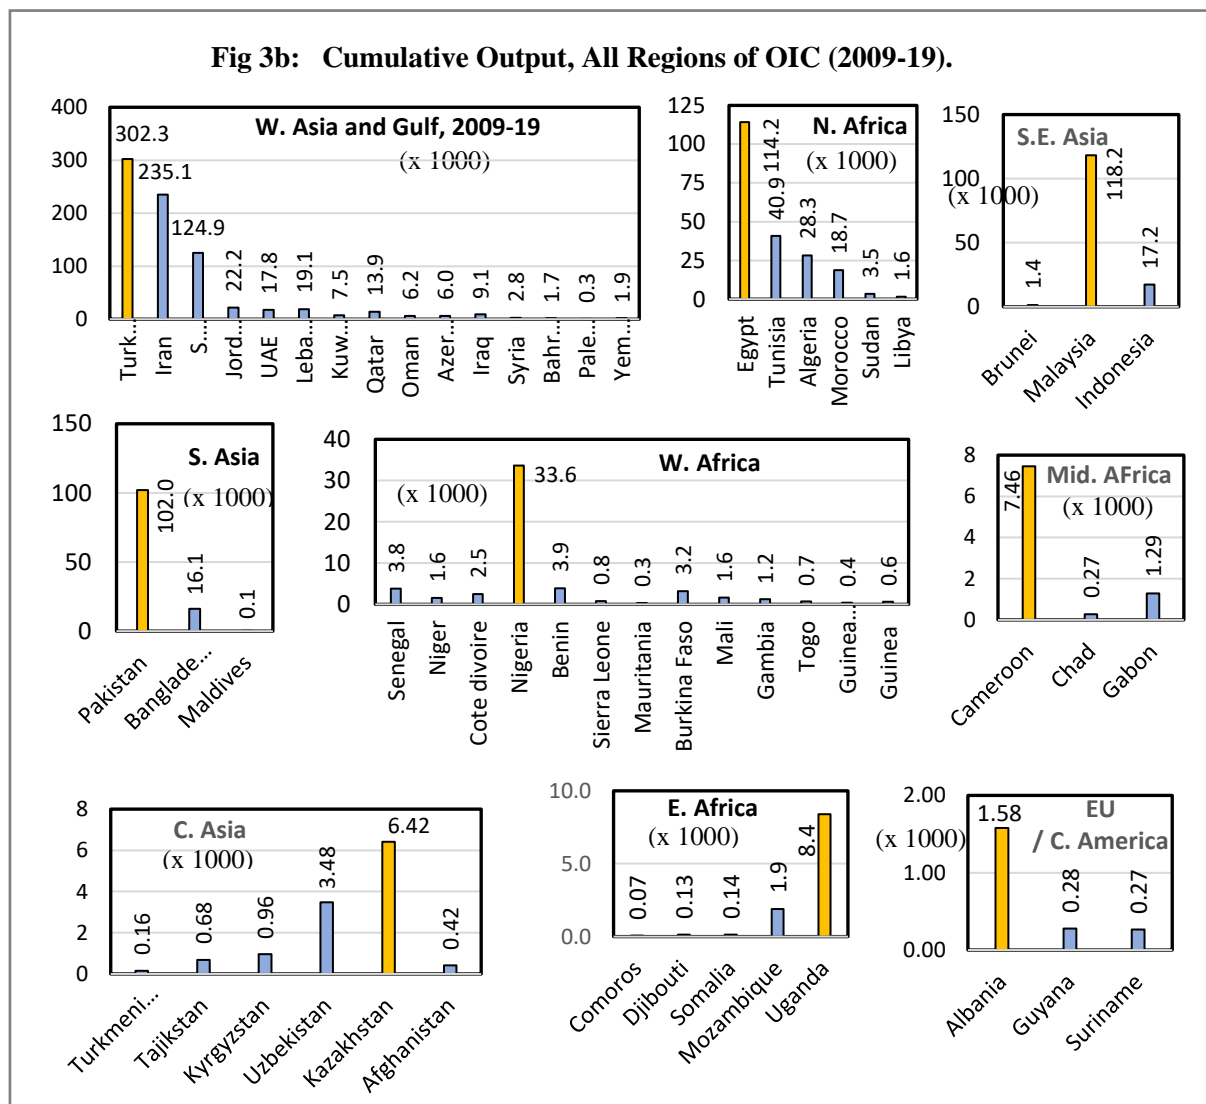 Fig 3b: Cumulative Output, All Regions of OIC (2009-19).
W. Asia and Gulf, 2009-19
(x 1000)
400
300
200
100
0
302.3
235.1
124.9
22.2
17.8
19.1
7.5
13.9
6.2
6.0
9.1
2.8
1.7
0.3
1.9
Turk...
Iran
S...
Jord...
UAE
Leba...
Kuw...
Qatar
Oman
Azer...
Iraq
Syria
Bahr...
Pale...
Yem...
N. Africa
(x 1000)
125
100
75
50
25
0
114.2
40.9
28.3
18.7
3.5
1.6
Egypt
Tunisia
Algeria
Morocco
Sudan
Libya
S.E. Asia
(x 1000)
150
100
50
0
1.4
118.2
17.2
Brunei
Malaysia
Indonesia
S. Asia
(x 1000)
150
100
50
0
102.0
16.1
0.1
Pakistan
Banglade...
Maldives
W. Africa
(x 1000)
40
30
20
10
0
3.8
1.6
2.5
33.6
3.9
0.8
0.3
3.2
1.6
1.2
0.7
0.4
0.6
Senegal
Niger
Cote divoire
Nigeria
Benin
Sierra Leone
Mauritania
Burkina Faso
Mali
Gambia
Togo
Guinea...
Guinea
Mid. AFrica
(x 1000)
8
6
4
2
0
7.46
0.27
1.29
Cameroon
Chad
Gabon
C. Asia
(x 1000)
8
6
4
2
0
0.16
0.68
0.96
3.48
6.42
0.42
Turkmeni...
Tajikstan
Kyrgyzstan
Uzbekistan
Kazakhstan
Afghanistan
E. Africa
(x 1000)
10.0
5.0
0.0
0.07
0.13
0.14
1.9
8.4
Comoros
Djibouti
Somalia
Mozambique
Uganda
EU
/ C. America
(x 1000)
2.00
1.00
0.00
1.58
0.28
0.27
Albania
Guyana
Suriname